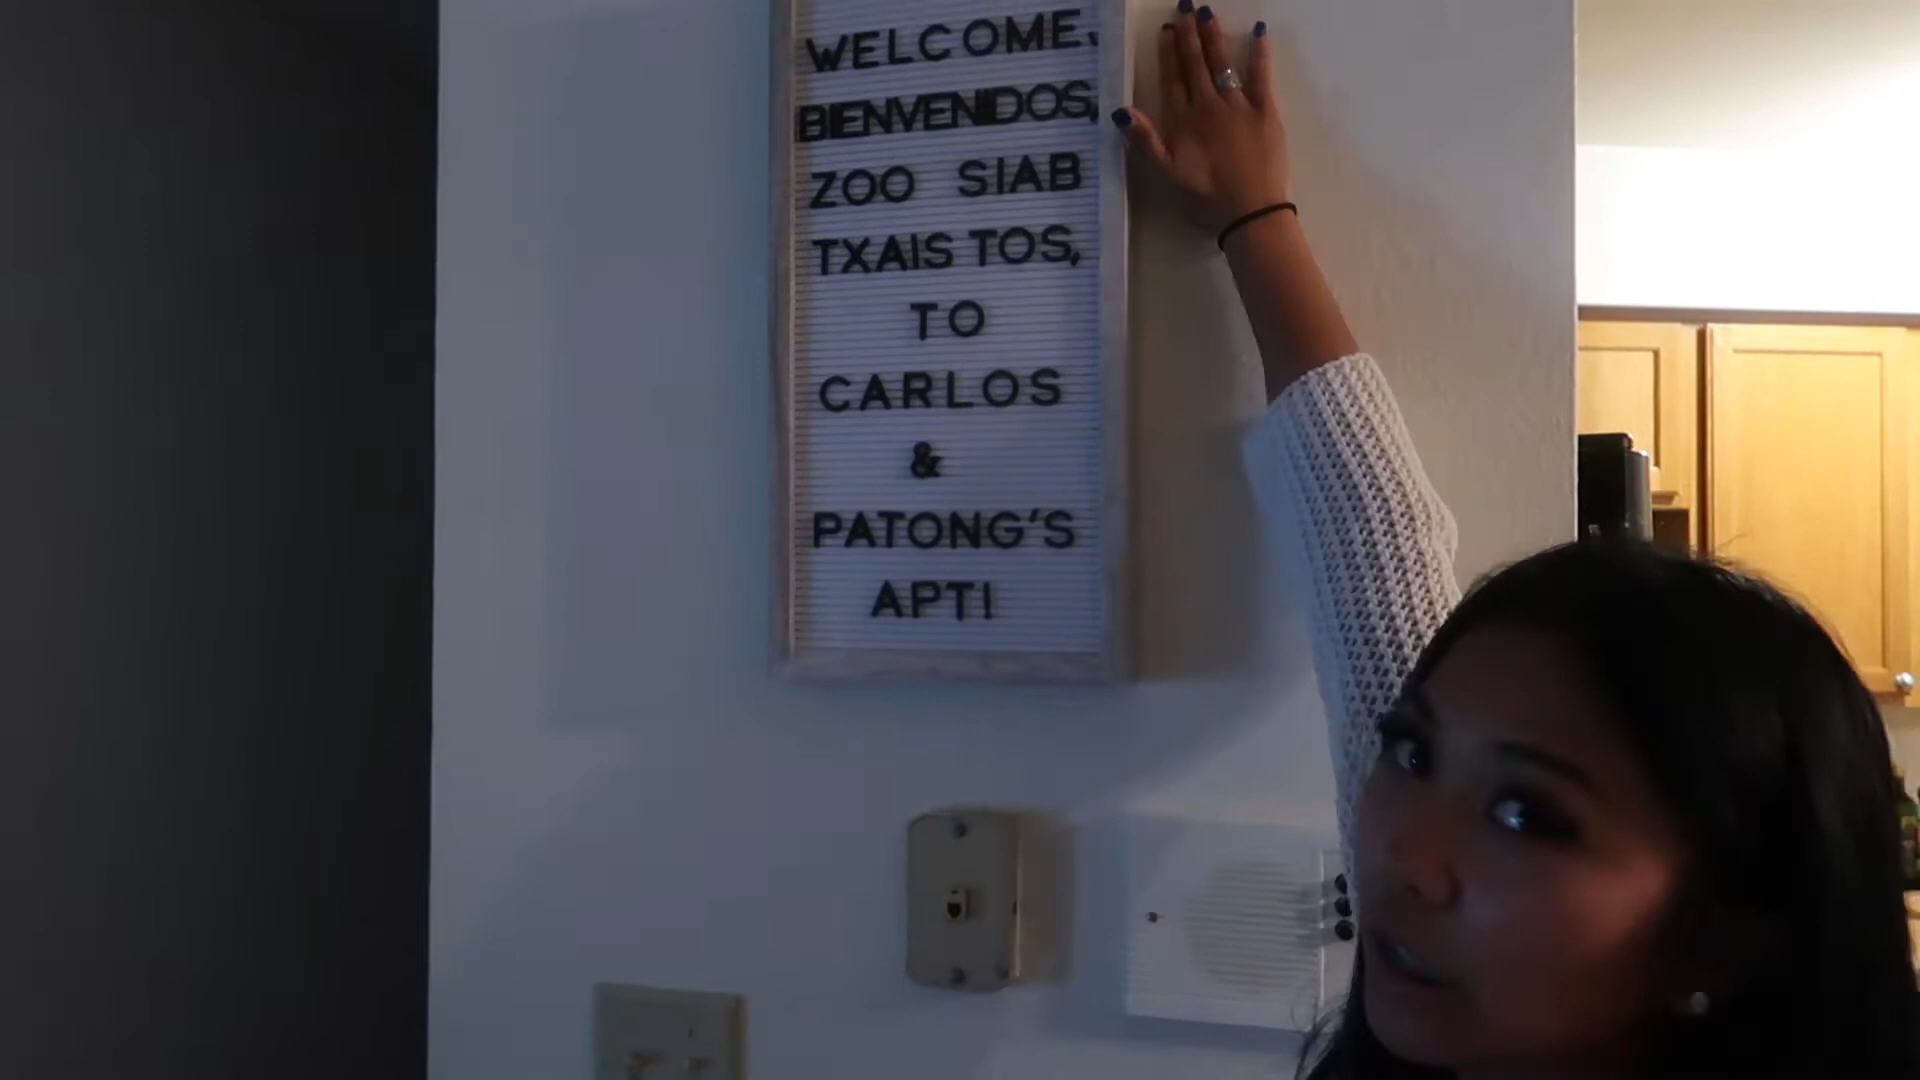 WELCOME,
BIENVENIDOS,
ZOO SIAB
TXAIS TOS,
TO
CARLOS
&
PATONG'S
APT!